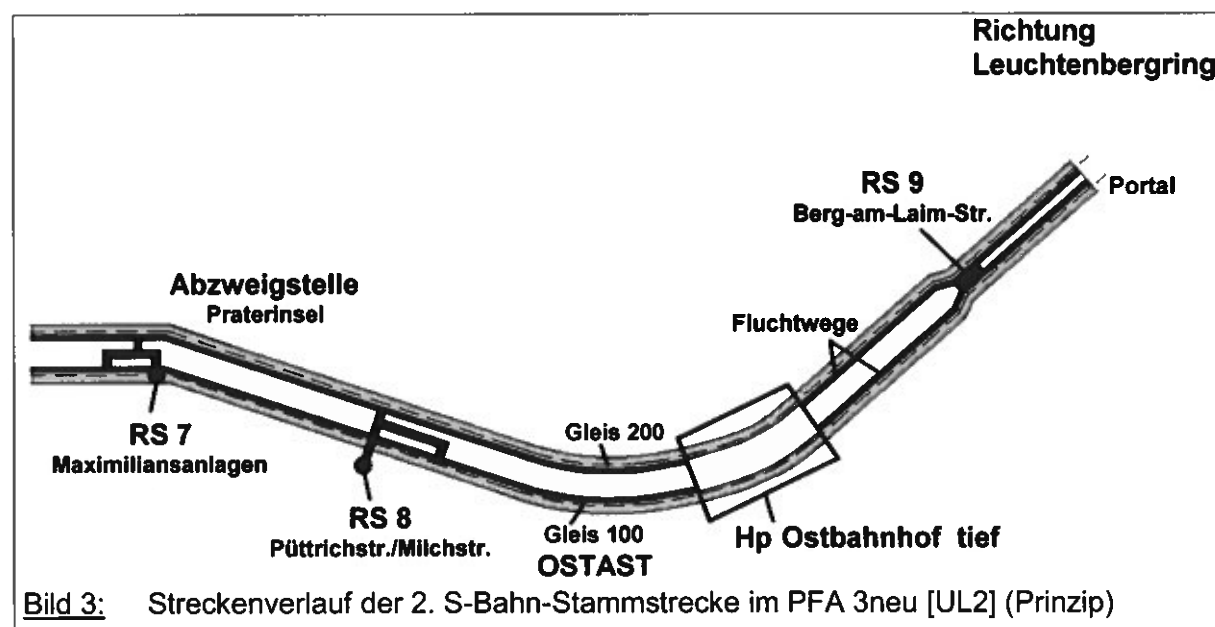 Richtung
Leuchtenbergring
RS 9
Berg-am-Laim-Str.
Portal
Abzweigstelle
Praterinsel
Fluchtwege
RS 7
Maximiliansanlagen
Gleis 200
RS 8
Püttrichstr./Milchstr.
Gleis 100
OSTAST
Hp Ostbahnhof tief
Bild 3: Streckenverlauf der 2. S-Bahn-Stammstrecke im PFA 3neu [UL2] (Prinzip)